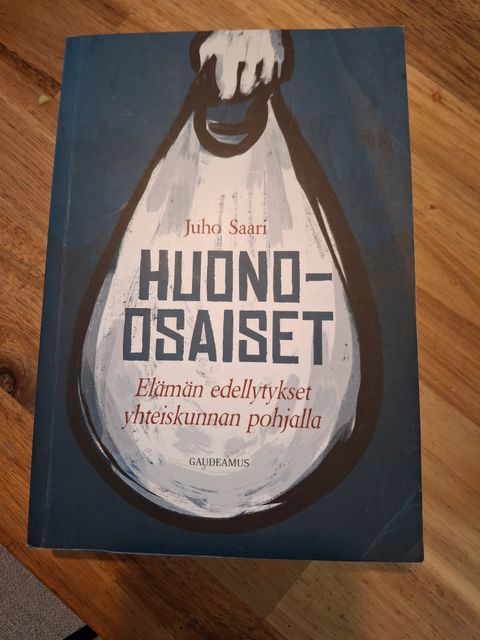 Juho Saari
HUONO-
OSAISET
Elämän edellytykset
yhteiskunnan pohjalla
GAUDEAMUS